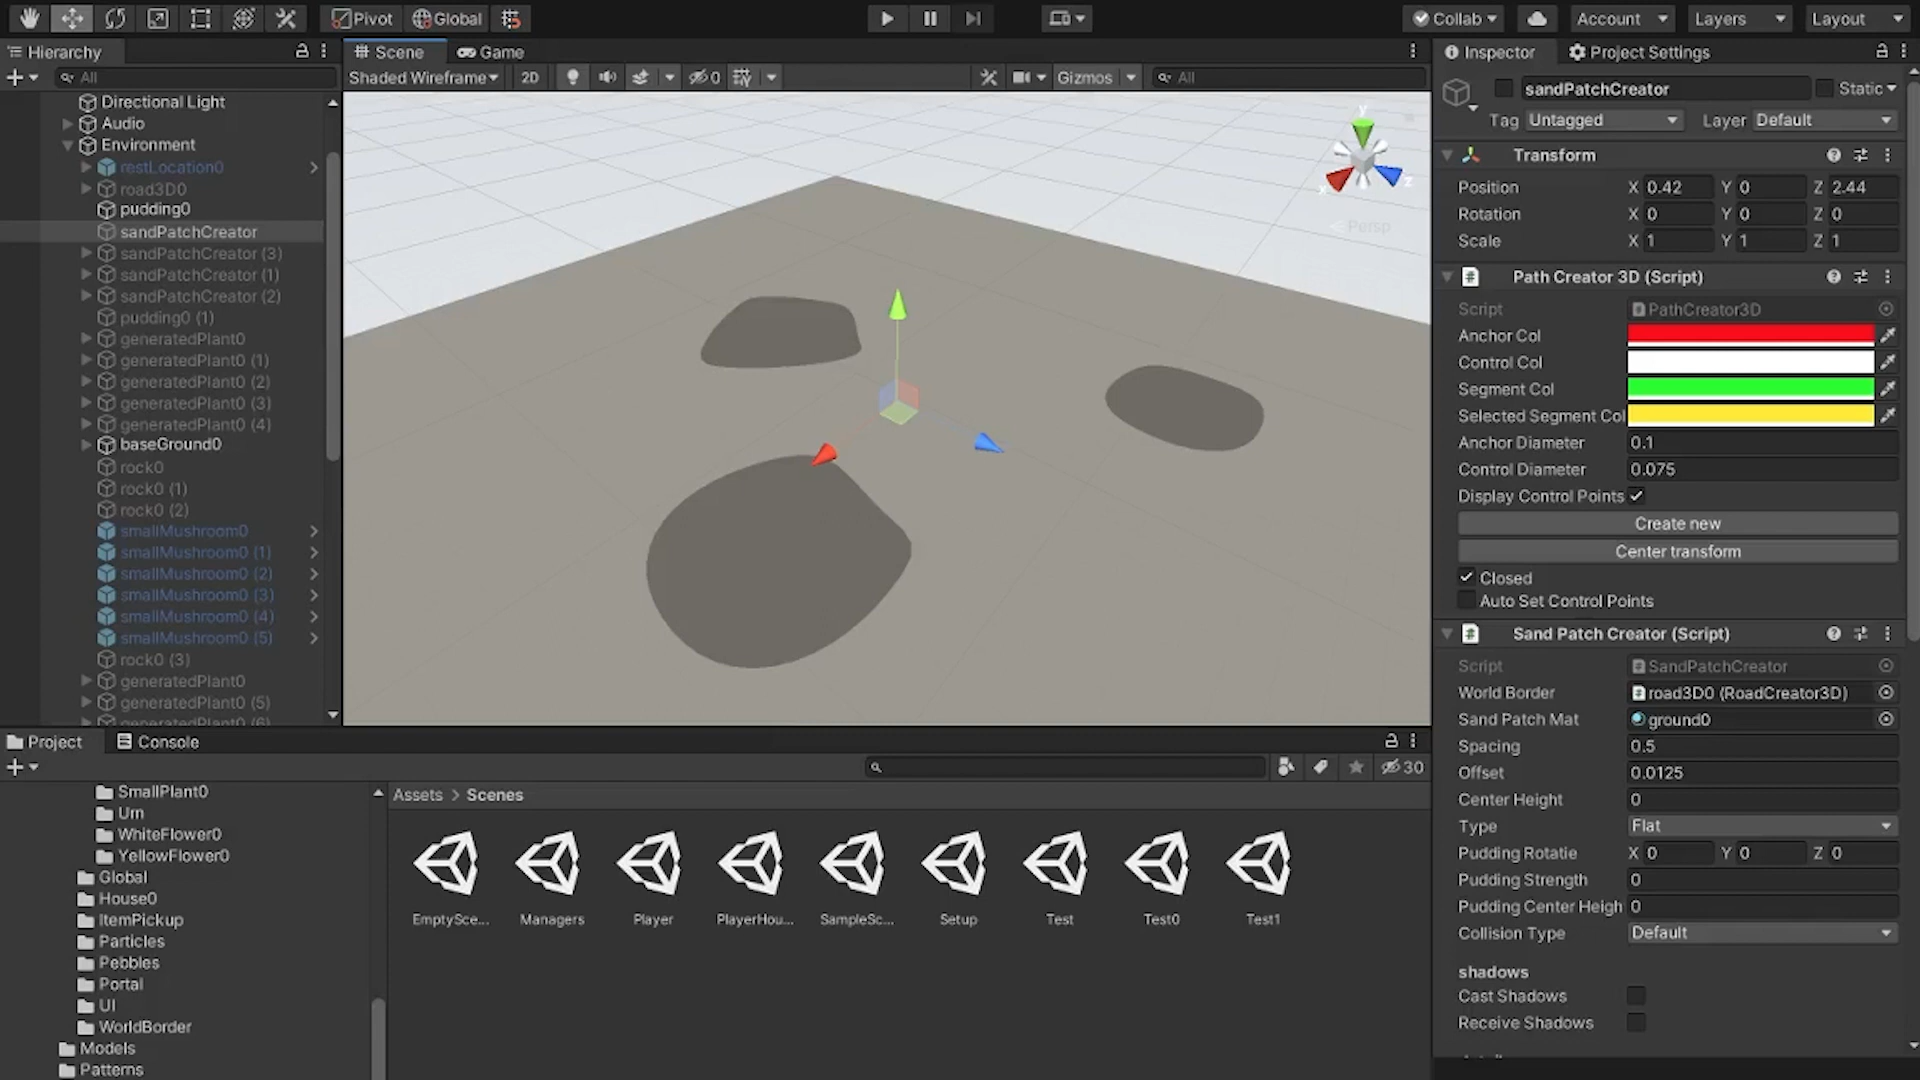 Pivot Global Collab Account Layers Layout
Hierarchy
All
Directional Light
Audio
Environment
restLocation0
road3D0
pudding0
sandPatchCreator
sandPatchCreator (3)
sandPatchCreator (1)
sandPatchCreator (2)
pudding0 (1)
generatedPlant0
generatedPlant0 (1)
generatedPlant0 (2)
generatedPlant0 (3)
generatedPlant0 (4)
baseGround0
rock0
rock0 (1)
rock0 (2)
smallMushroom0
smallMushroom0 (1)
smallMushroom0 (2)
smallMushroom0 (3)
smallMushroom0 (4)
smallMushroom0 (5)
rock0 (3)
generatedPlant0
generatedPlant0 (5)
generatedPlant0 (6)
Scene Game
Shaded Wireframe 2D 0 Gizmos All
y
x z
Persp
Inspector Project Settings
sandPatchCreator Static
Tag Untagged Layer Default
Transform
Position X 0.42 Y 0 Z 2.44
Rotation X 0 Y 0 Z 0
Scale X 1 Y 1 Z 1
Path Creator 3D (Script)
Script PathCreator3D
Anchor Col
Control Col
Segment Col
Selected Segment Col
Anchor Diameter 0.1
Control Diameter 0.075
Display Control Points
Create new
Center transform
Closed
Auto Set Control Points
Sand Patch Creator (Script)
Script SandPatchCreator
World Border road3D0 (RoadCreator3D)
Sand Patch Mat ground0
Spacing 0.5
Offset 0.0125
Center Height 0
Type Flat
Pudding Rotatie X 0 Y 0 Z 0
Pudding Strength 0
Pudding Center Heigh 0
Collision Type Default
shadows
Cast Shadows
Receive Shadows
Project Console
30
SmallPlant0
Urn
WhiteFlower0
YellowFlower0
Global
House0
ItemPickup
Particles
Pebbles
Portal
UI
WorldBorder
Models
Patterns
Assets > Scenes
EmptySce... Managers Player PlayerHou... SampleSc... Setup Test Test0 Test1